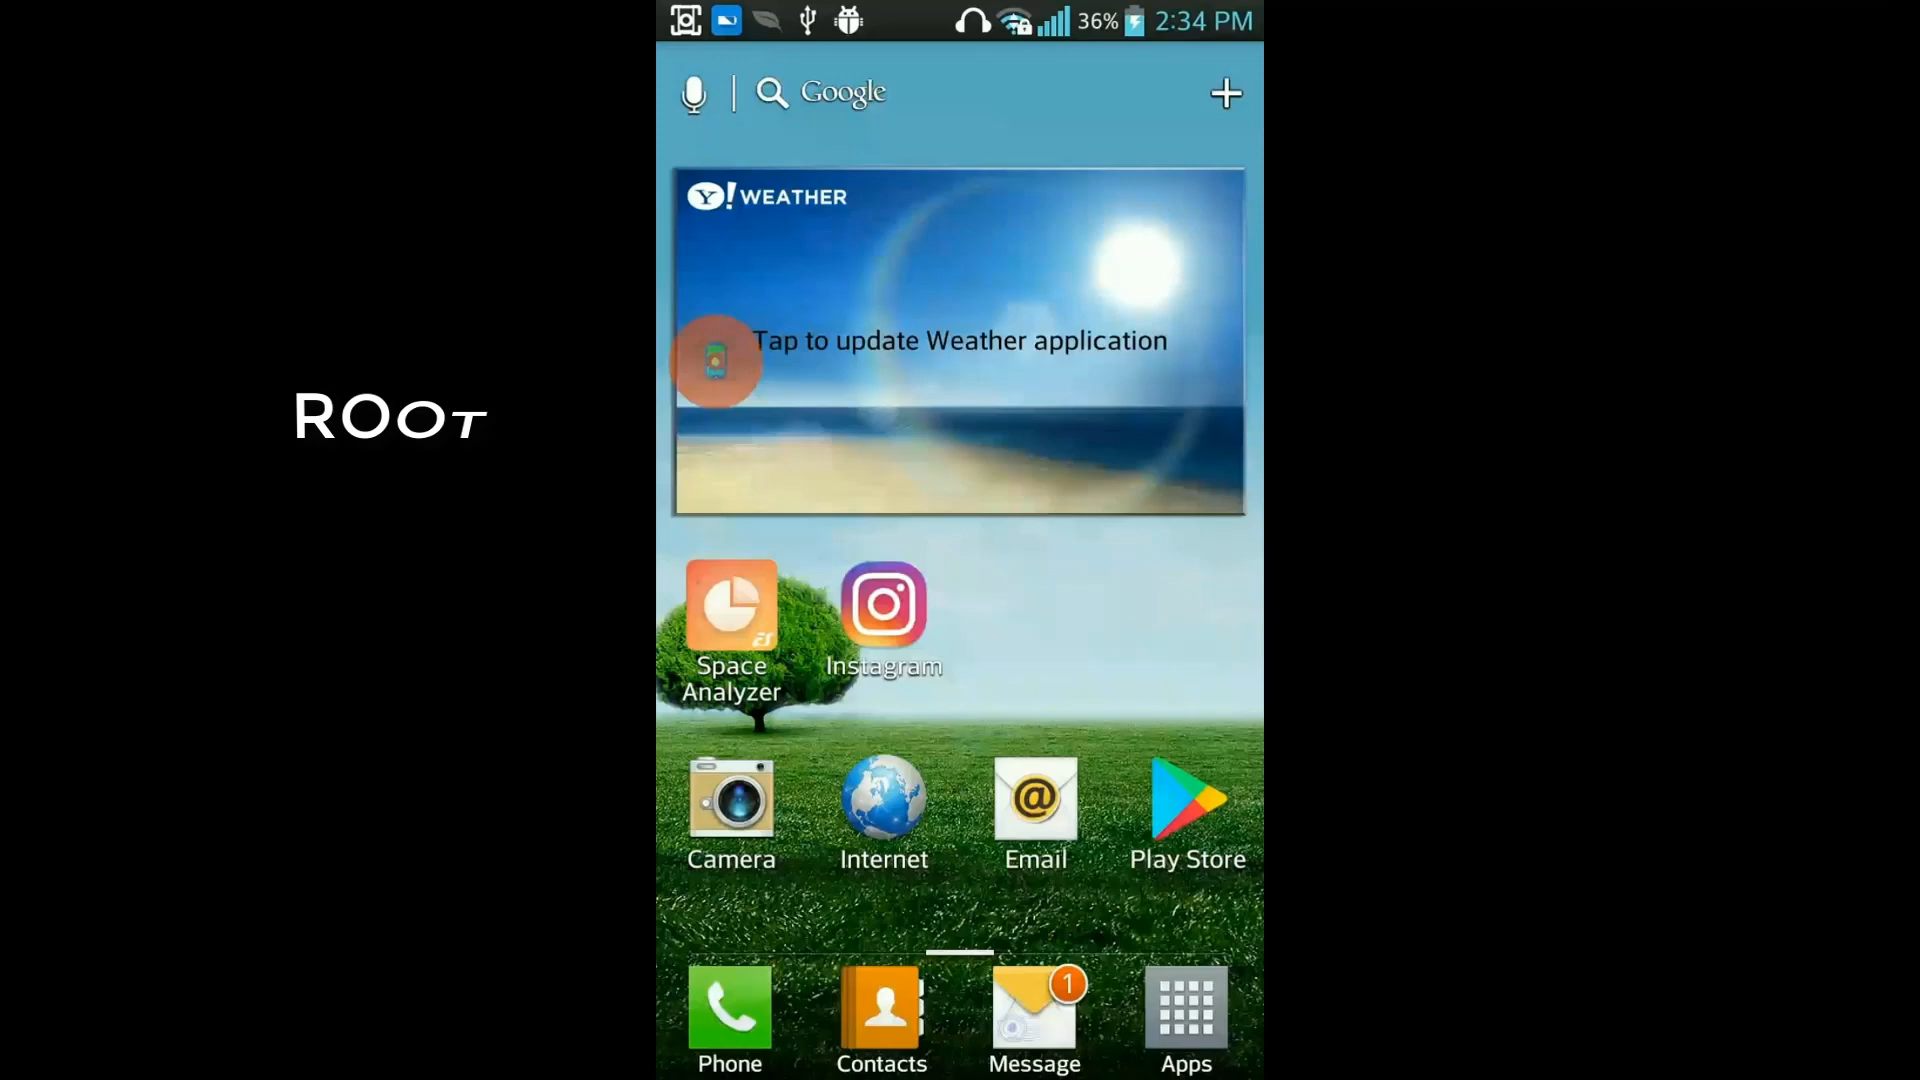 36% 2:34 PM
Google
Y! WEATHER
Tap to update Weather application
ROOT
ES
Space Analyzer
Instagram
Camera
Internet
@
Email
Play Store
1
Phone
Contacts
Message
Apps